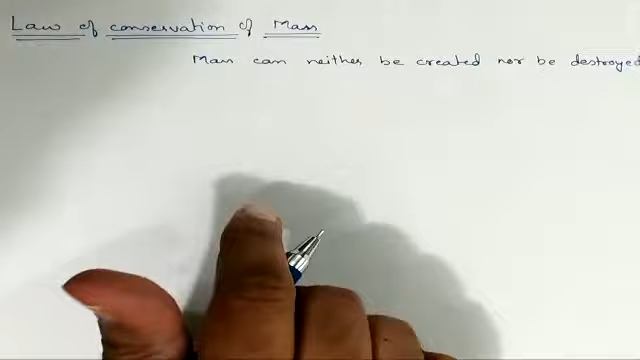 Law of conservation of Mass
Mass can neither be created nor be destroyed